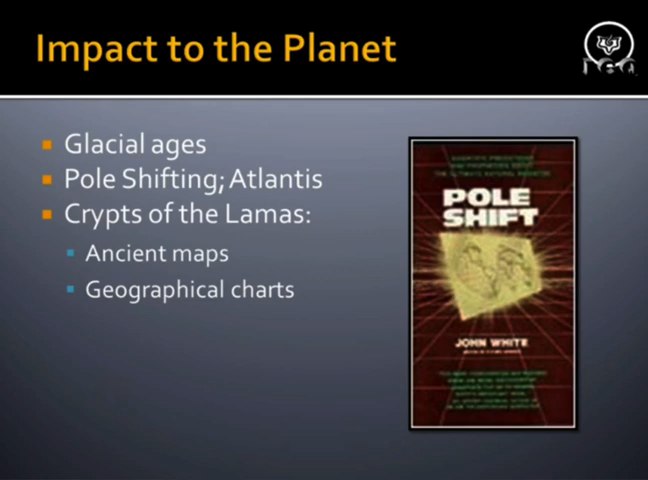 Impact to the Planet
Glacial ages
Pole Shifting; Atlantis
Crypts of the Lamas:
Ancient maps
Geographical charts
POLE
SHIFT
JOHN WHITE